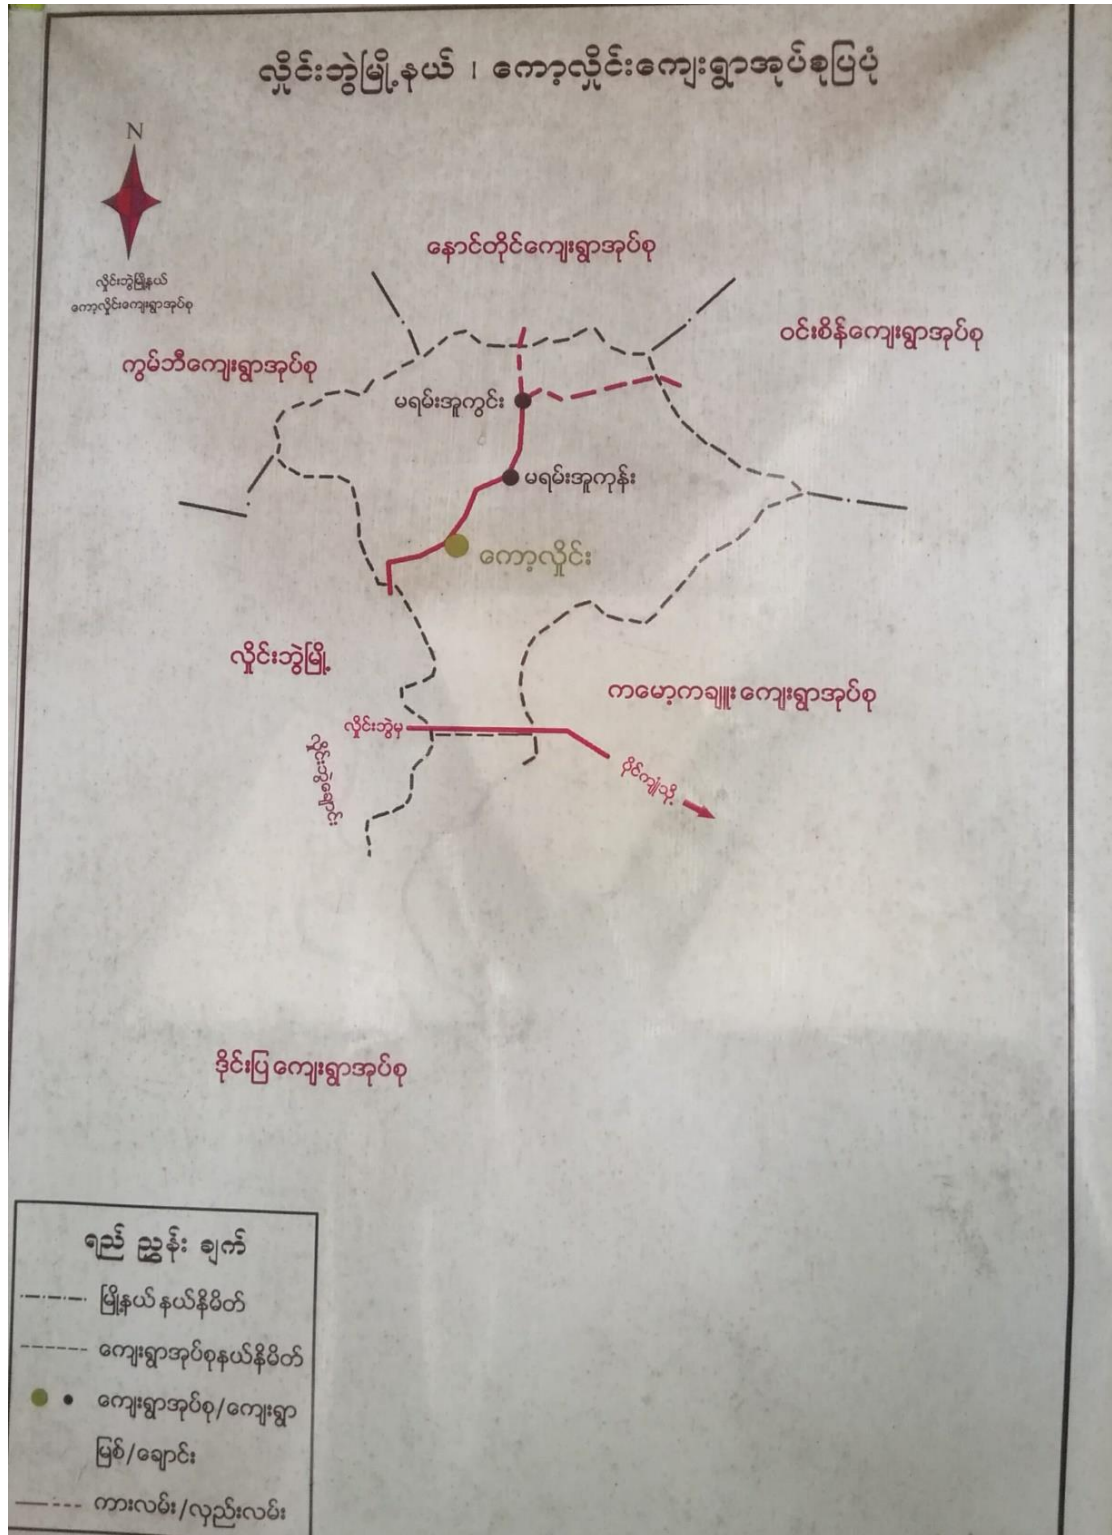 လှိုင်းဘွဲမြို့နယ် ၊ ကော့လှိုင်းကျေးရွာအုပ်စုပြပုံ
N
လှိုင်းဘွဲမြို့နယ်
ကော့လှိုင်းကျေးရွာအုပ်စု
နောင်တိုင်ကျေးရွာအုပ်စု
ဝင်းစိန်ကျေးရွာအုပ်စု
ကွမ်ဘီကျေးရွာအုပ်စု
မရမ်းအူကွင်း
မရမ်းအူကုန်း
ကော့လှိုင်း
လှိုင်းဘွဲမြို့
ကမော့ကချူးကျေးရွာအုပ်စု
လှိုင်းဘွဲမှ
လှိုင်းဘွဲချောင်း
ပိုင်ကျုံသို့
ဒိုင်းပြကျေးရွာအုပ်စု
ရည် ညွှန်း ချက်
မြို့နယ်နယ်နိမိတ်
ကျေးရွာအုပ်စုနယ်နိမိတ်
ကျေးရွာအုပ်စု/ကျေးရွာ
မြစ်/ချောင်း
ကားလမ်း/လှည်းလမ်း